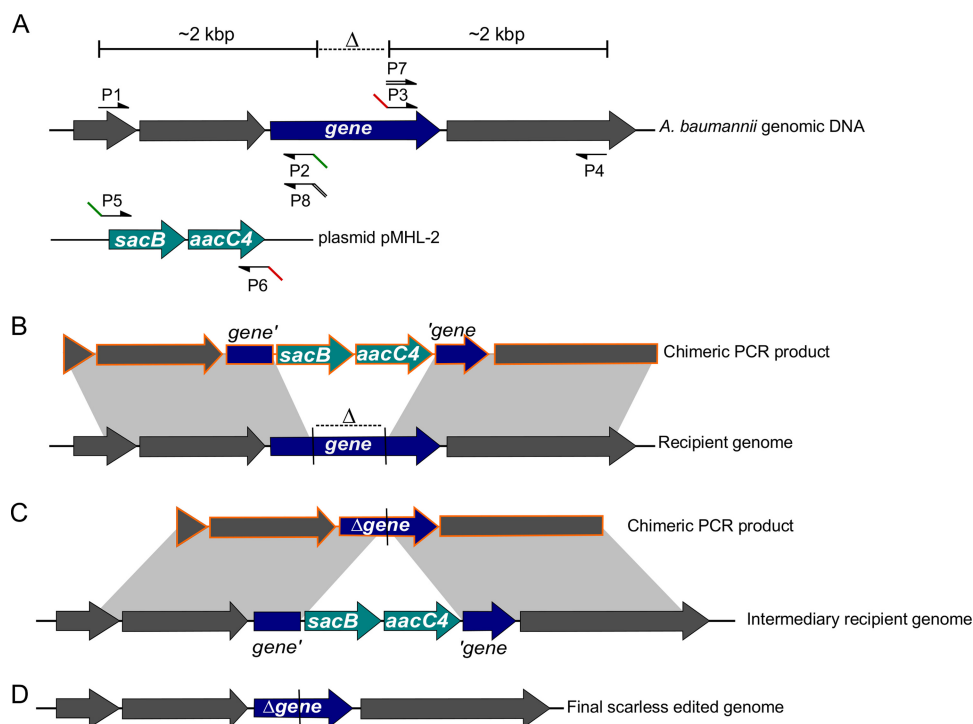 A
~2 kbp Δ ~2 kbp
P7
P1 P3
gene A. baumannii genomic DNA
P2 P4
P8
P5
sacB aacC4 plasmid pMHL-2
P6
B
gene' 'gene
sacB aacC4 Chimeric PCR product
Δ
gene Recipient genome
C
Δgene Chimeric PCR product
sacB aacC4 Intermediary recipient genome
gene' 'gene
D
Δgene Final scarless edited genome